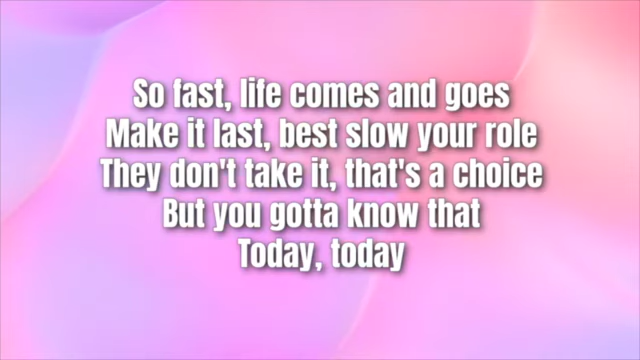 So fast, life comes and goes
Make it last, best slow your role
They don't take it, that's a choice
But you gotta know that
Today, today